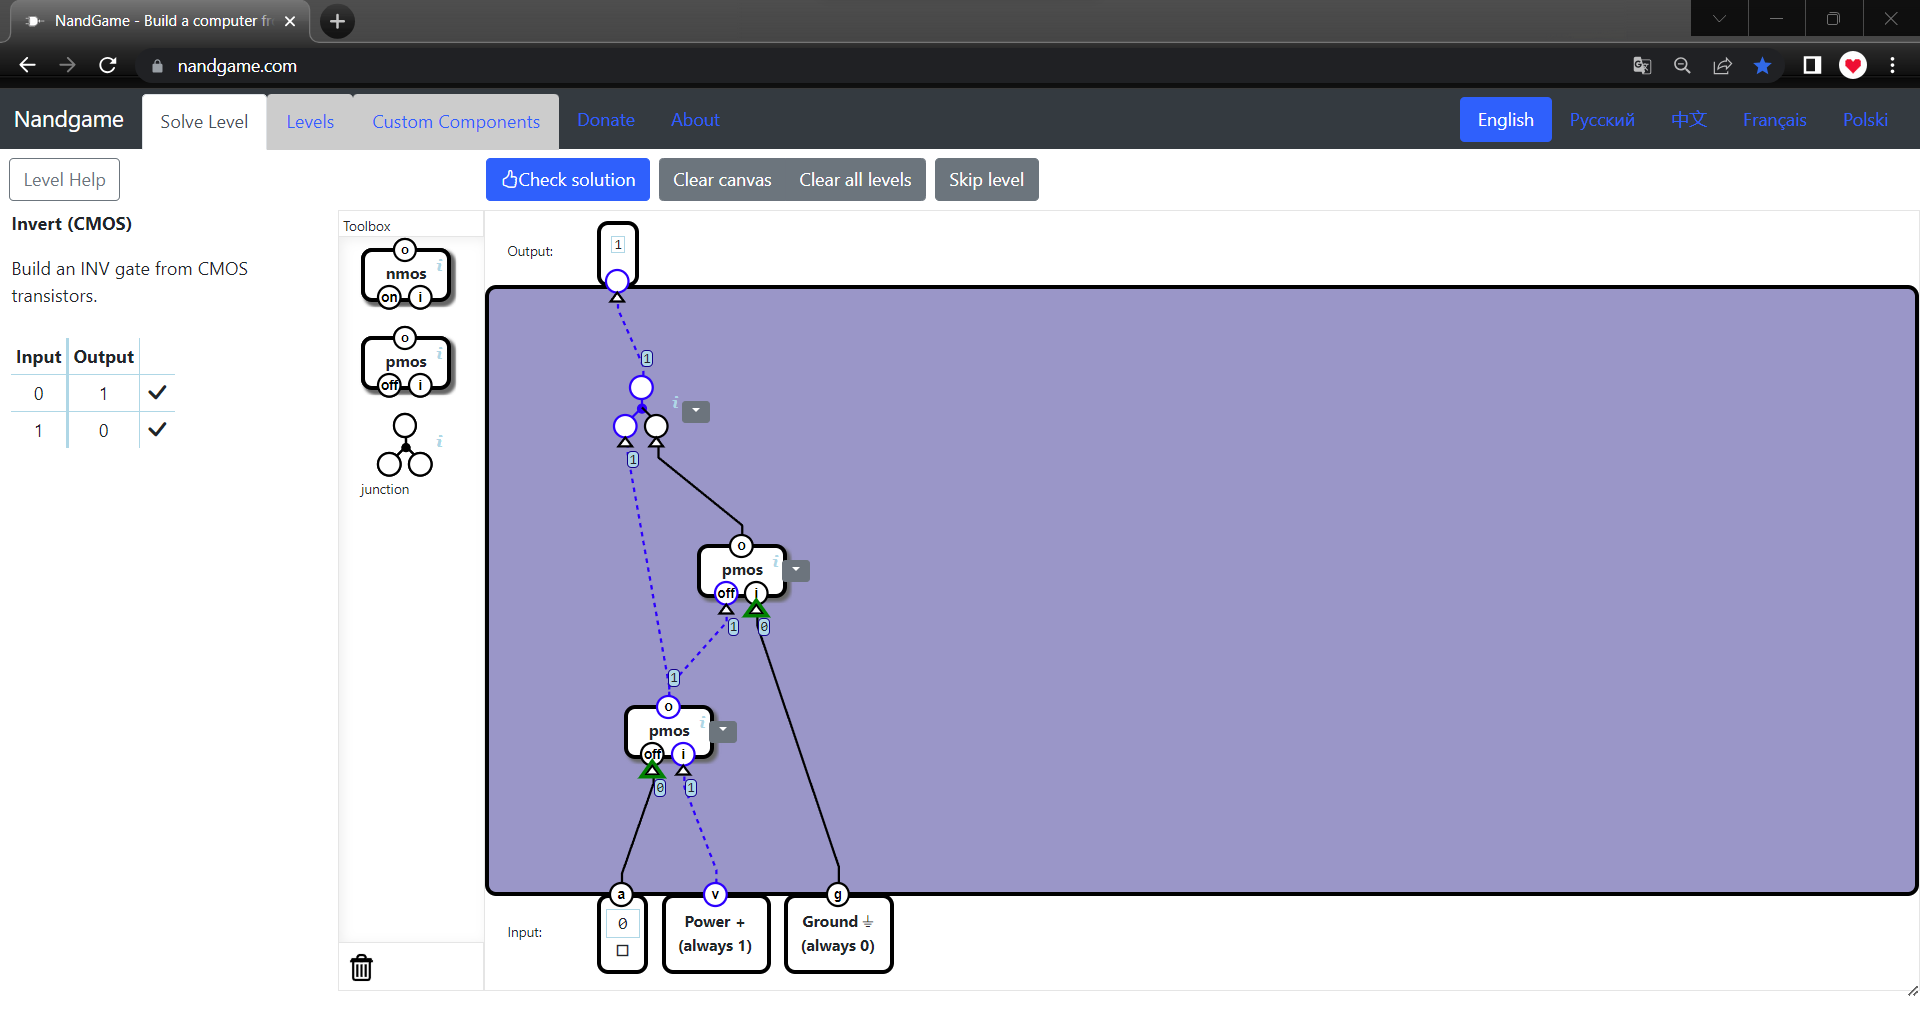 NandGame - Build a computer fr
nandgame.com
Nandgame
Solve Level
Levels
Custom Components
Donate
About
English
Русский
中文
Français
Polski
Level Help
Check solution
Clear canvas
Clear all levels
Skip level
Invert (CMOS)
Build an INV gate from CMOS
transistors.
Input Output
0 1
1 0
Toolbox
o
nmos i
on i
o
pmos i
off i
i
junction
Output:
1
1
i
1
o
pmos i
off i
1 0
1
o
pmos i
off i
0 1
a v g
Input:
0
Power +
(always 1)
Ground ⏚
(always 0)